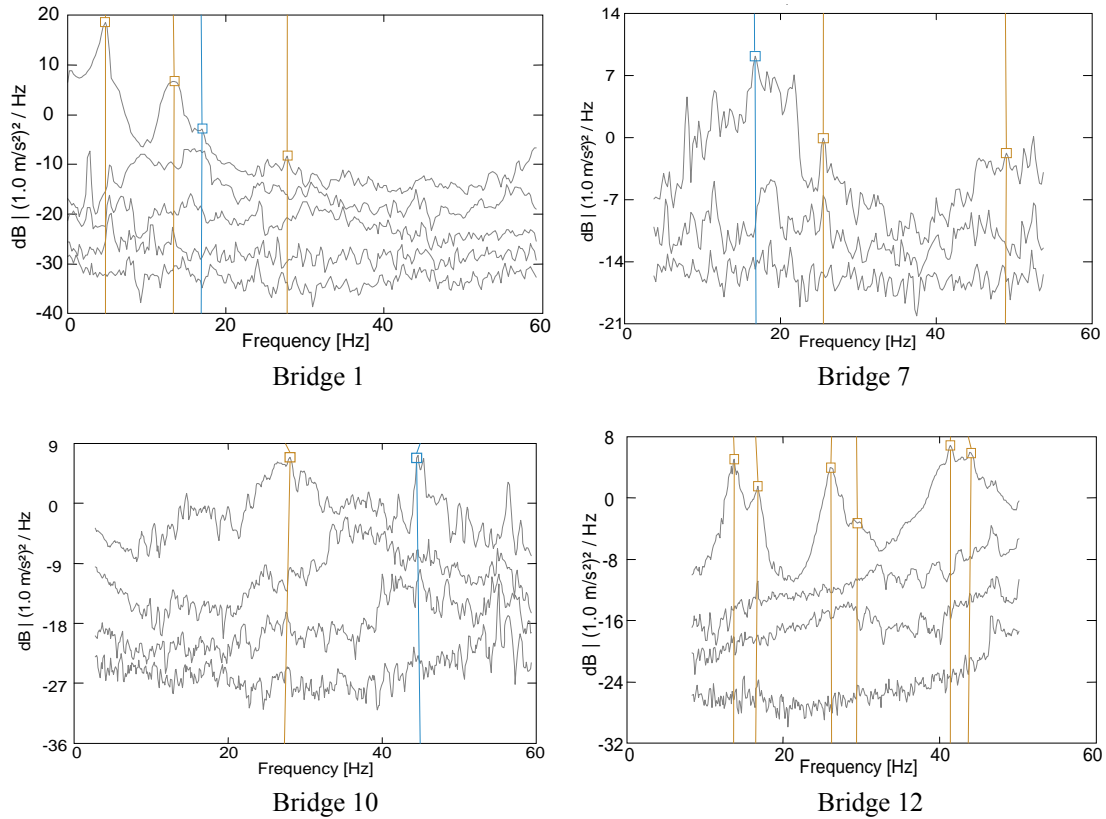 20
10
0
-10
-20
-30
-40
dB | (1.0 m/s²)² / Hz
0 20 40 60
Frequency [Hz]
Bridge 1
14
7
0
-7
-14
-21
dB | (1.0 m/s²)² / Hz
0 20 40 60
Frequency [Hz]
Bridge 7
9
0
-9
-18
-27
-36
dB | (1.0 m/s²)² / Hz
0 20 40 60
Frequency [Hz]
Bridge 10
8
0
-8
-16
-24
-32
dB | (1.0 m/s²)² / Hz
0 20 40 60
Frequency [Hz]
Bridge 12